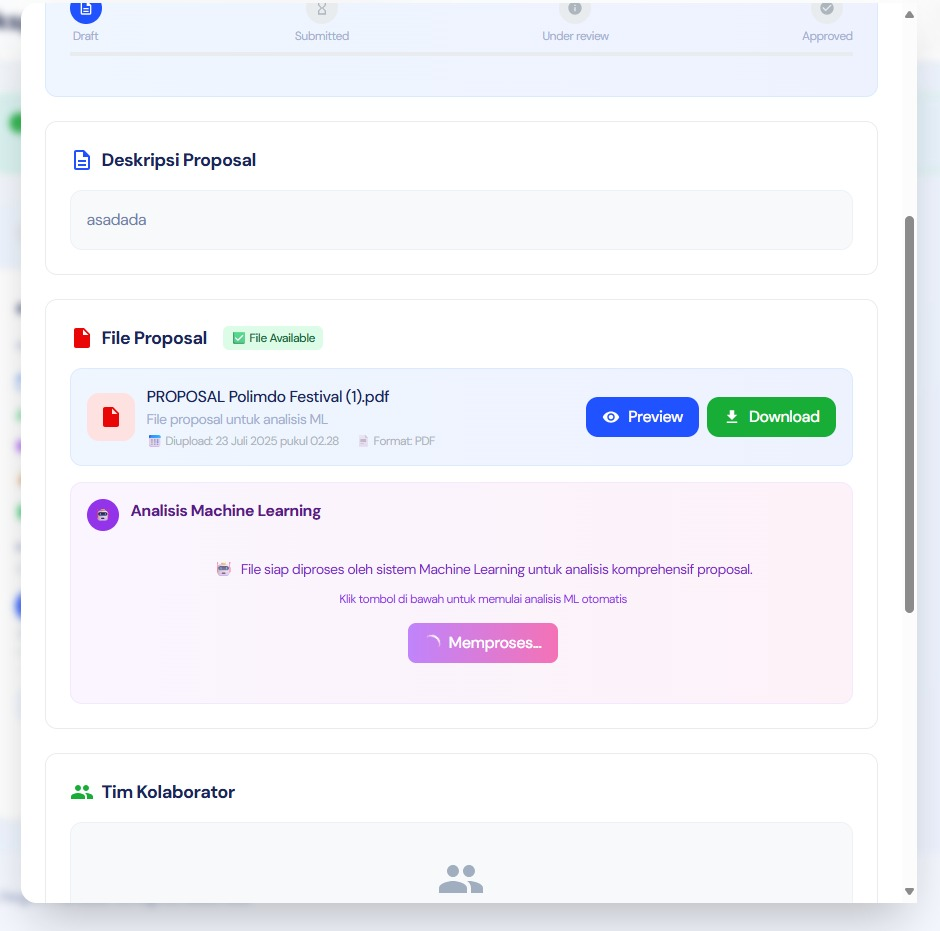 Draft
Submitted
Under review
Approved
Deskripsi Proposal
asadada
File Proposal
File Available
PROPOSAL Polimdo Festival (1).pdf
File proposal untuk analisis ML
Diupload: 23 Juli 2025 pukul 02.28
Format: PDF
Preview
Download
Analisis Machine Learning
File siap diproses oleh sistem Machine Learning untuk analisis komprehensif proposal.
Klik tombol di bawah untuk memulai analisis ML otomatis
Memproses...
Tim Kolaborator